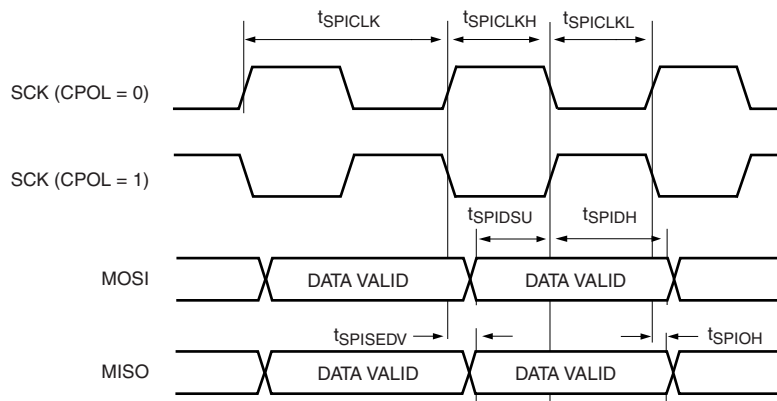 tSPICLK tSPICLKH tSPICLKL
SCK (CPOL = 0)
SCK (CPOL = 1)
tSPIDSU tSPIDH
MOSI DATA VALID DATA VALID
tSPISEDV tSPIOH
MISO DATA VALID DATA VALID